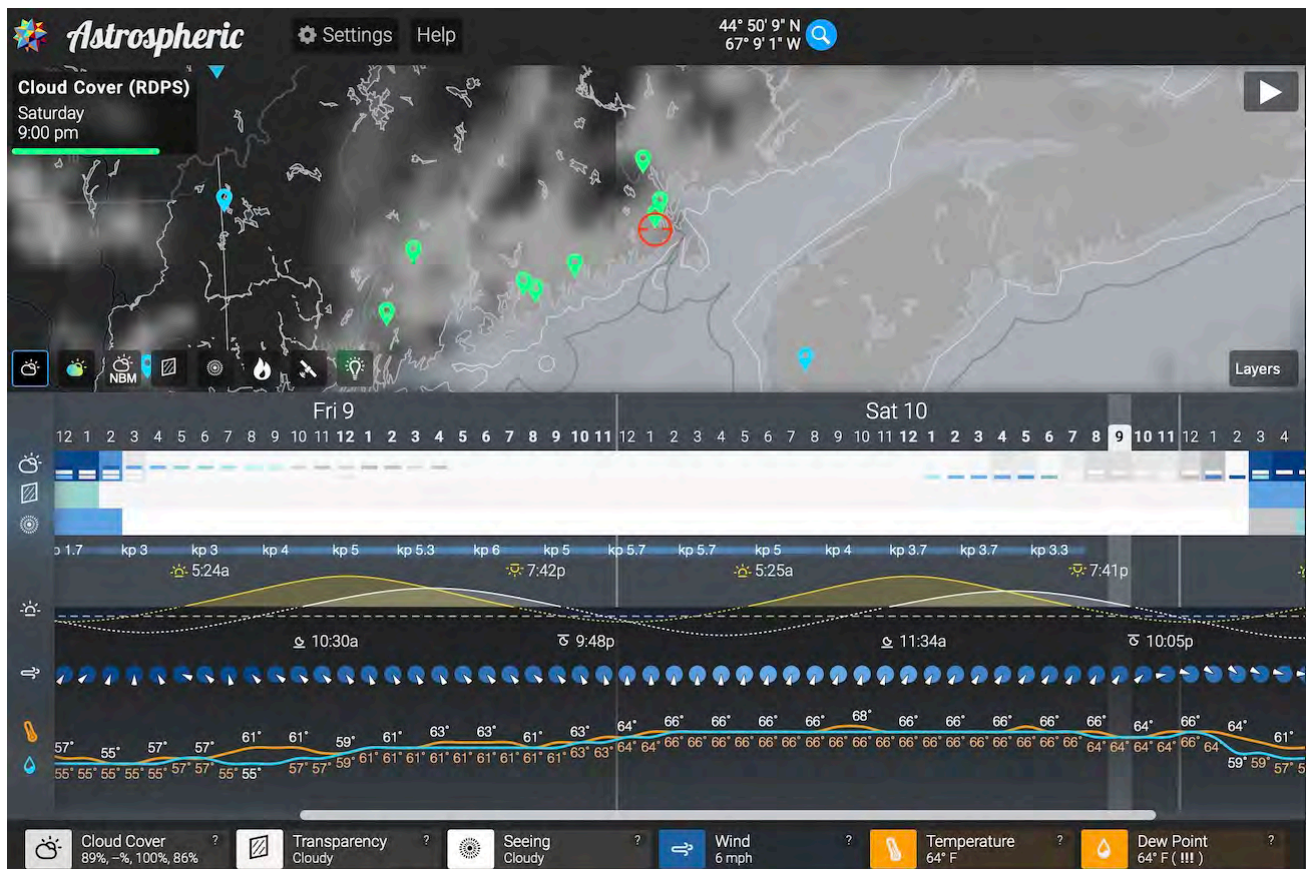 Astrospheric
Settings
Help
44° 50' 9" N
67° 9' 1" W
Cloud Cover (RDPS)
Saturday
9:00 pm
NBM
Layers
Fri 9
Sat 10
12 1 2 3 4 5 6 7 8 9 10 11 12 1 2 3 4 5 6 7 8 9 10 11 12 1 2 3 4 5 6 7 8 9 10 11 12 1 2 3 4 5 6 7 8 9 10 11 12 1 2 3 4
p 1.7 kp 3 kp 3 kp 4 kp 5 kp 5.3 kp 6 kp 5 kp 5.7 kp 5.7 kp 5 kp 4 kp 3.7 kp 3.7 kp 3.3
5:24a 7:42p 5:25a 7:41p
10:30a 9:48p 11:34a 10:05p
57° 55° 57° 57° 61° 61° 59° 61° 63° 63° 61° 63° 64° 66° 66° 66° 66° 68° 66° 66° 66° 66° 66° 64° 66° 64° 61°
55° 55° 55° 55° 55° 57° 57° 55° 55° 57° 57° 59° 61° 61° 61° 61° 61° 61° 61° 61° 61° 63° 63° 64° 64° 66° 66° 66° 66° 66° 66° 66° 66° 66° 66° 66° 66° 66° 66° 66° 66° 66° 66° 64° 64° 64° 64° 66° 64 59° 59° 57° 5
Cloud Cover ?
89%, –%, 100%, 86%
Transparency ?
Cloudy
Seeing ?
Cloudy
Wind ?
6 mph
Temperature ?
64° F
Dew Point ?
64° F ( !!! )